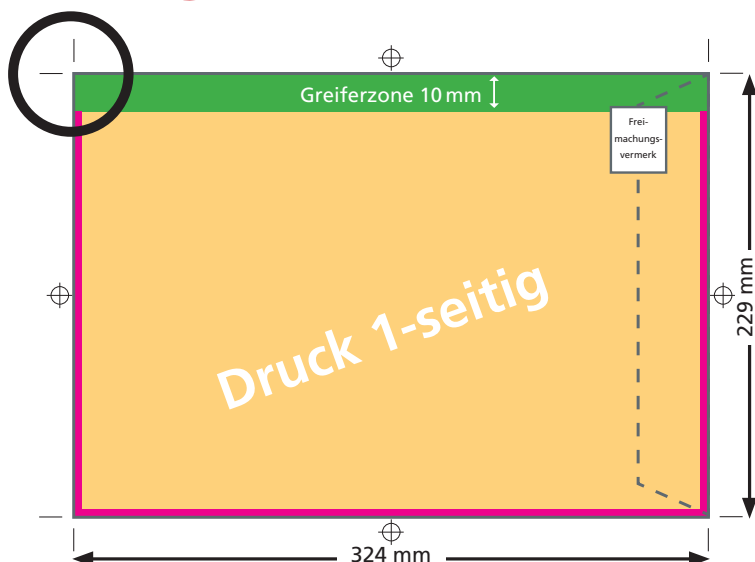 Greiferzone 10 mm
Frei-
machungs-
vermerk
Druck 1-seitig
229 mm
324 mm